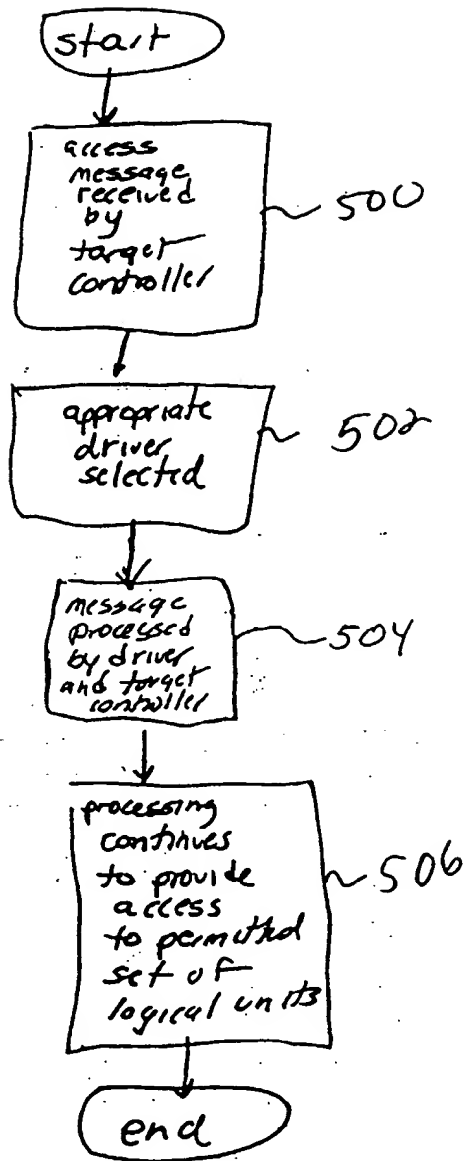 start
access
message
received
by
target
controller
500
appropriate
driver
selected
502
message
processed
by driver
and target
controller
504
processing
continues
to provide
access
to permitted
set of
logical units
506
end